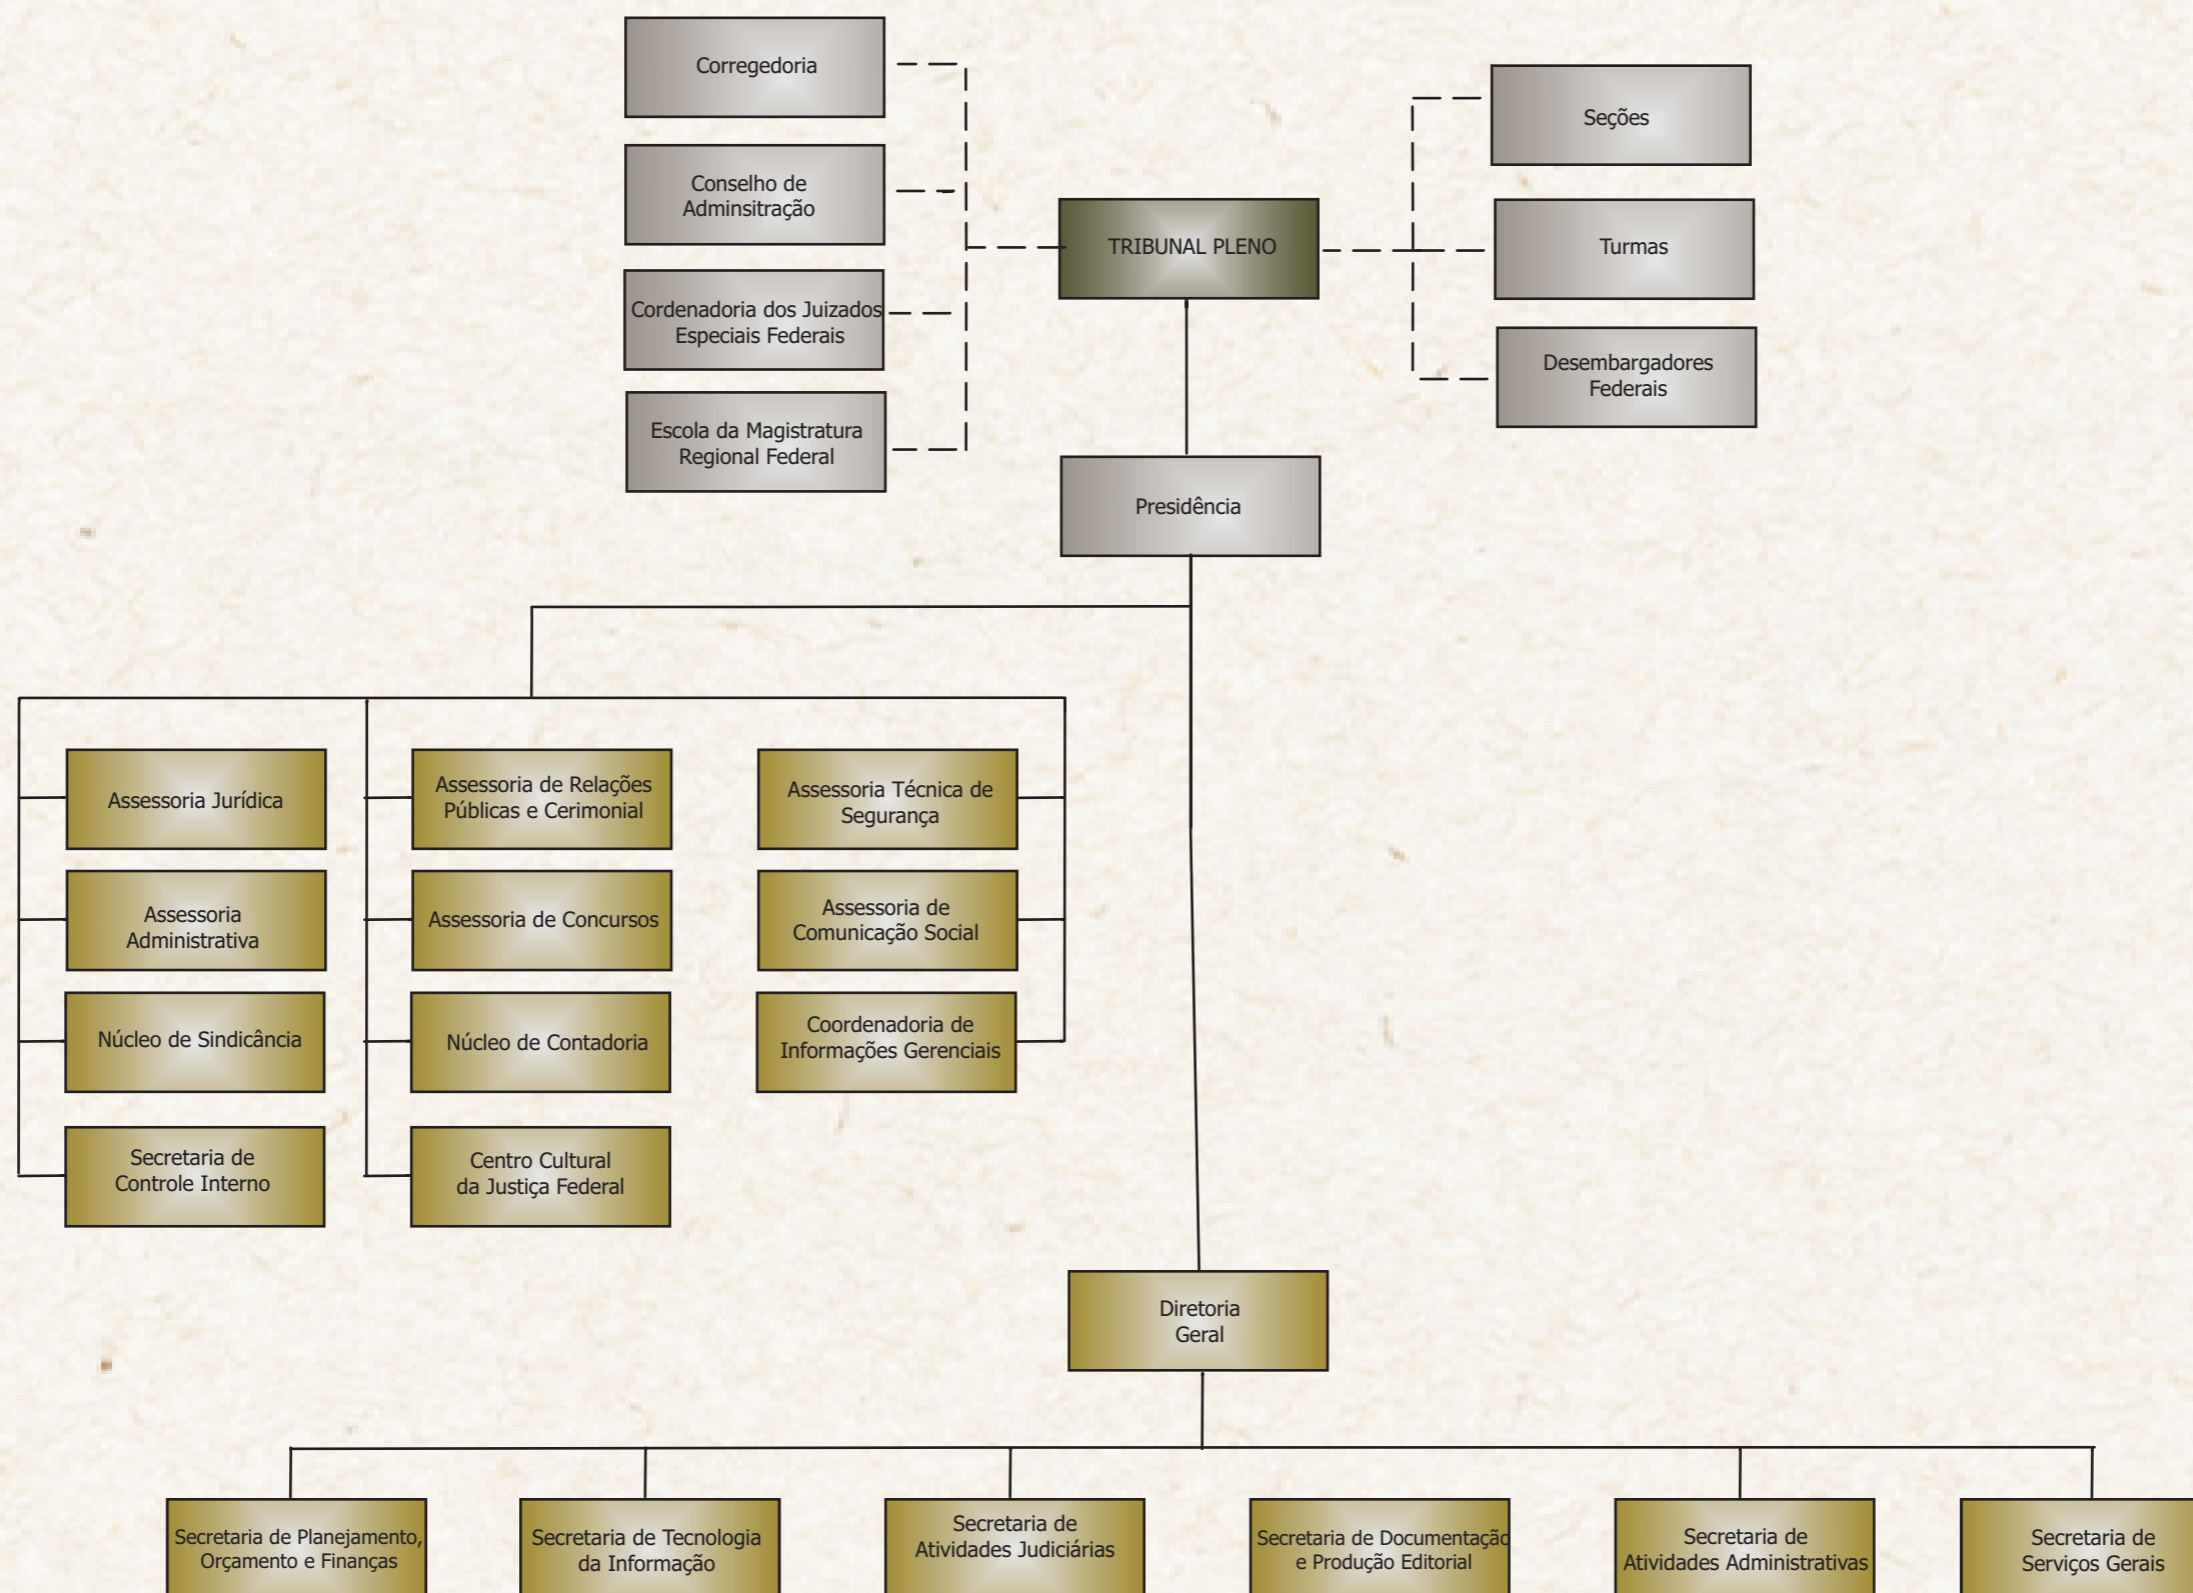 Corregedoria
Conselho de
Adminsitração
Cordenadoria dos Juizados
Especiais Federais
Escola da Magistratura
Regional Federal
TRIBUNAL PLENO
Seções
Turmas
Desembargadores
Federais
Presidência
Assessoria Jurídica
Assessoria
Administrativa
Núcleo de Sindicância
Secretaria de
Controle Interno
Assessoria de Relações
Públicas e Cerimonial
Assessoria de Concursos
Núcleo de Contadoria
Centro Cultural
da Justiça Federal
Assessoria Técnica de
Segurança
Assessoria de
Comunicação Social
Coordenadoria de
Informações Gerenciais
Diretoria
Geral
Secretaria de Planejamento,
Orçamento e Finanças
Secretaria de Tecnologia
da Informação
Secretaria de
Atividades Judiciárias
Secretaria de Documentação
e Produção Editorial
Secretaria de
Atividades Administrativas
Secretaria de
Serviços Gerais